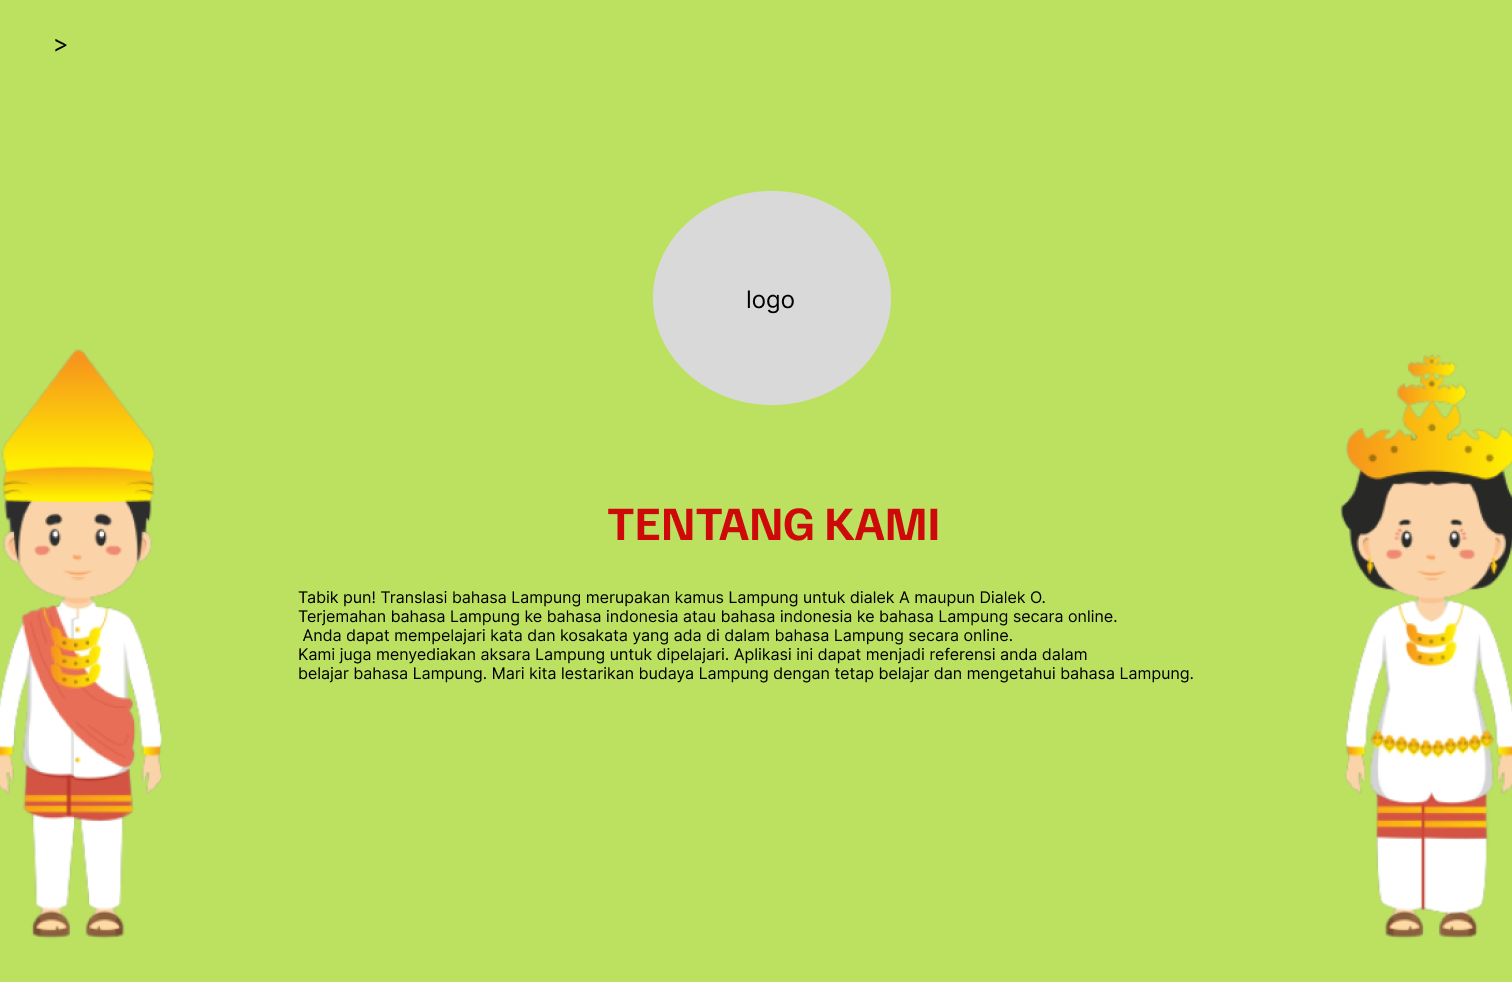 >
logo
TENTANG KAMI
Tabik pun! Translasi bahasa Lampung merupakan kamus Lampung untuk dialek A maupun Dialek O.
Terjemahan bahasa Lampung ke bahasa indonesia atau bahasa indonesia ke bahasa Lampung secara online.
Anda dapat mempelajari kata dan kosakata yang ada di dalam bahasa Lampung secara online.
Kami juga menyediakan aksara Lampung untuk dipelajari. Aplikasi ini dapat menjadi referensi anda dalam
belajar bahasa Lampung. Mari kita lestarikan budaya Lampung dengan tetap belajar dan mengetahui bahasa Lampung.